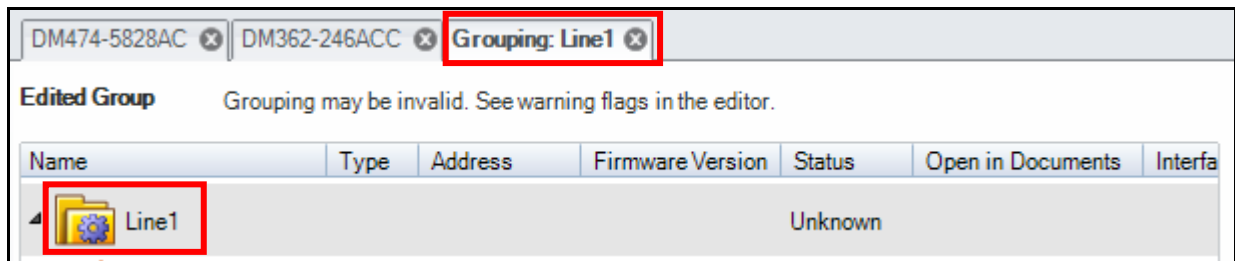 DM474-5828AC DM362-246ACC Grouping: Line1
Edited Group Grouping may be invalid. See warning flags in the editor.
Name Type Address Firmware Version Status Open in Documents Interfa
Line1 Unknown